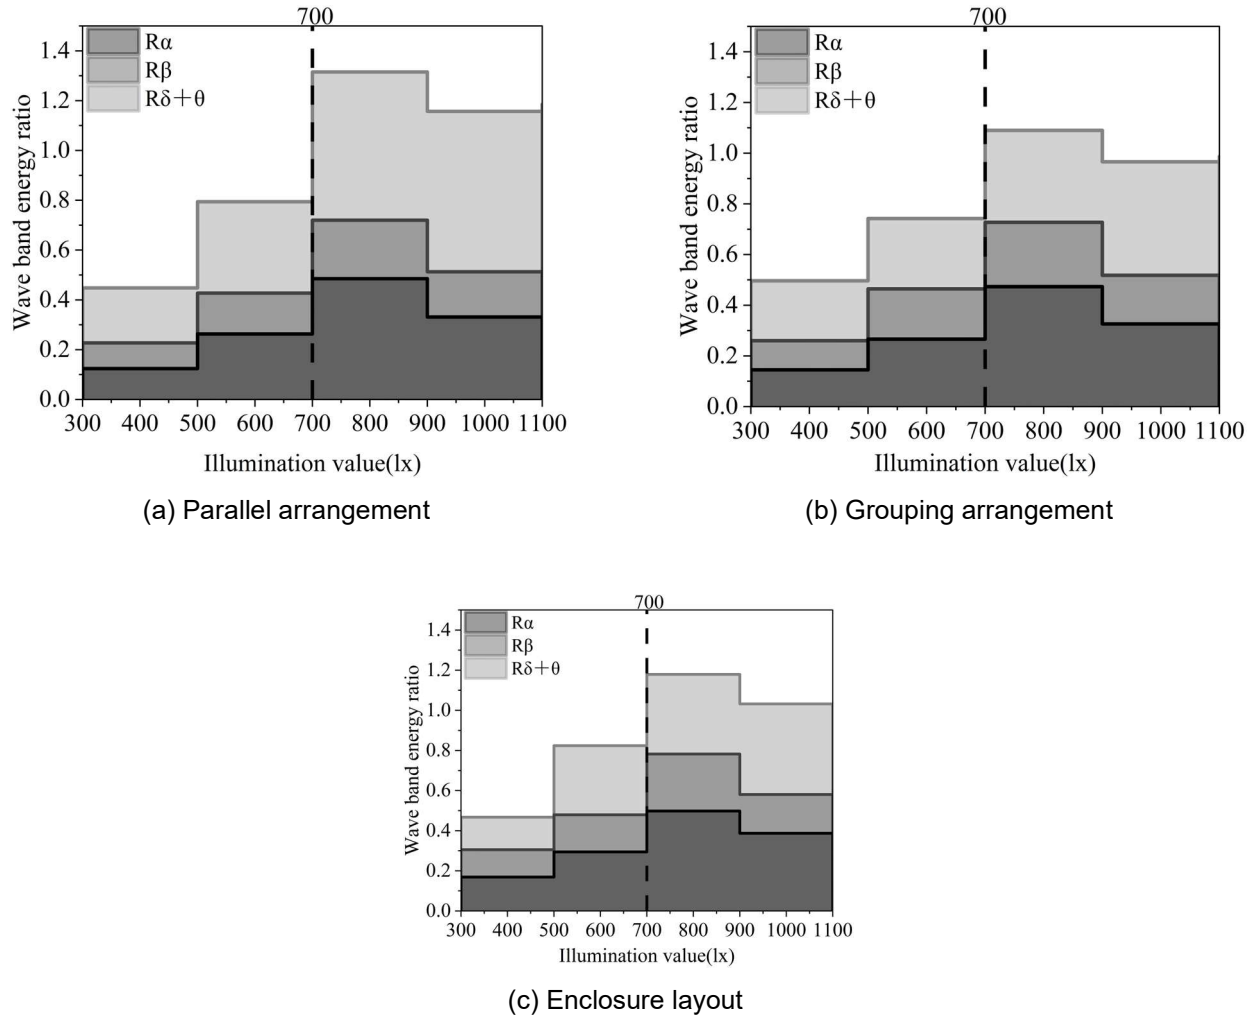 700
Wave band energy ratio
1.4
1.2
1.0
0.8
0.6
0.4
0.2
0.0
Rα
Rβ
Rδ+θ
300 400 500 600 700 800 900 1000 1100
Illumination value(lx)
(a) Parallel arrangement
700
Wave band energy ratio
1.4
1.2
1.0
0.8
0.6
0.4
0.2
0.0
Rα
Rβ
Rδ+θ
300 400 500 600 700 800 900 1000 1100
Illumination value(lx)
(b) Grouping arrangement
700
Wave band energy ratio
1.4
1.2
1.0
0.8
0.6
0.4
0.2
0.0
Rα
Rβ
Rδ+θ
300 400 500 600 700 800 900 1000 1100
Illumination value(lx)
(c) Enclosure layout